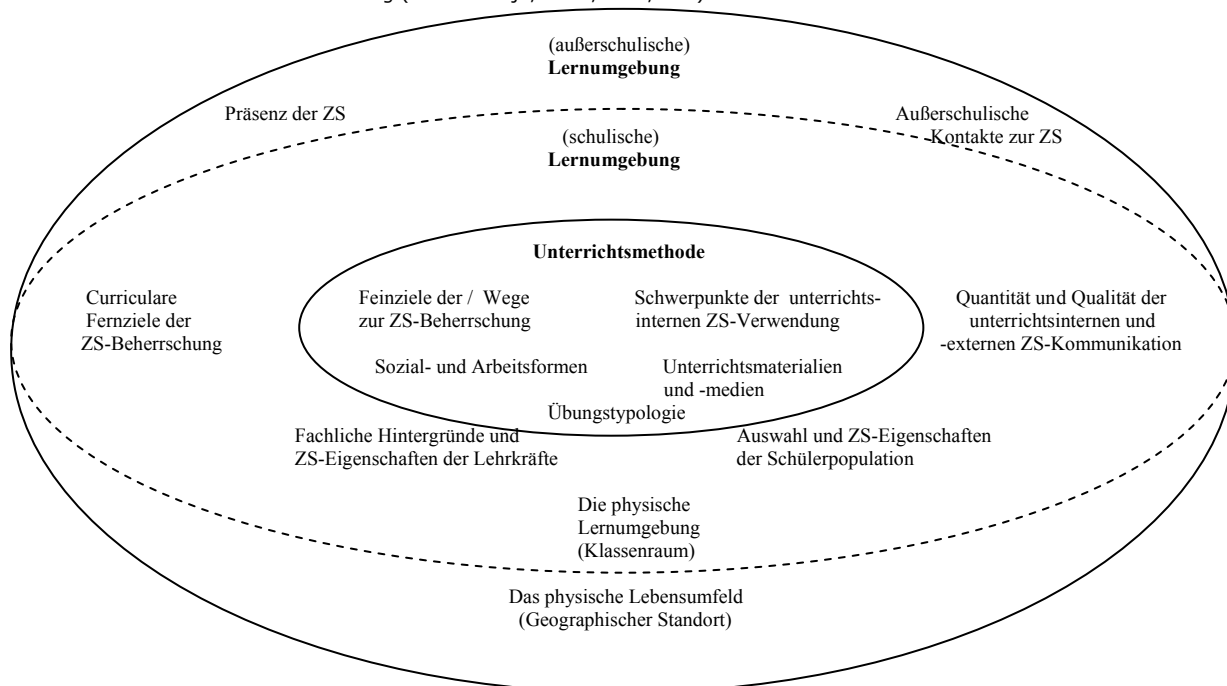 (außerschulische)
Lernumgebung
Präsenz der ZS
Außerschulische
Kontakte zur ZS
(schulische)
Lernumgebung
Unterrichtsmethode
Curriculare
Fernziele der
ZS-Beherrschung
Feinziele der / Wege
zur ZS-Beherrschung
Schwerpunkte der unterrichts-
internen ZS-Verwendung
Quantität und Qualität der
unterrichtsinternen und
-externen ZS-Kommunikation
Sozial- und Arbeitsformen
Unterrichtsmaterialien
und -medien
Übungstypologie
Fachliche Hintergründe und
ZS-Eigenschaften der Lehrkräfte
Auswahl und ZS-Eigenschaften
der Schülerpopulation
Die physische
Lernumgebung
(Klassenraum)
Das physische Lebensumfeld
(Geographischer Standort)